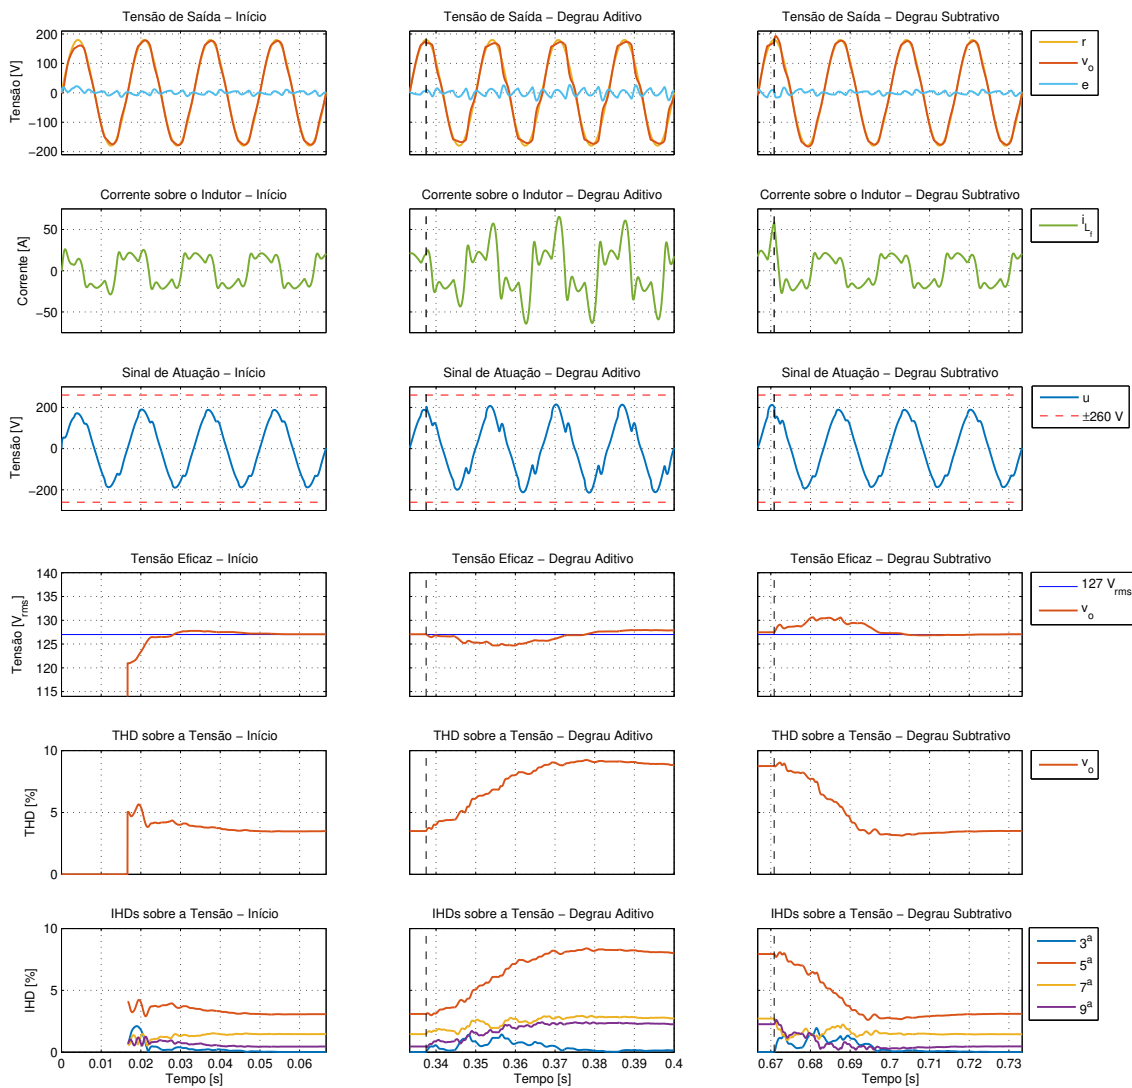 Tensão de Saída − Início
Tensão de Saída − Degrau Aditivo
Tensão de Saída − Degrau Subtrativo
Tensão [V]
200
100
0
−100
−200
r
v_o
e
Corrente sobre o Indutor − Início
Corrente sobre o Indutor − Degrau Aditivo
Corrente sobre o Indutor − Degrau Subtrativo
Corrente [A]
50
0
−50
i_Lf
Sinal de Atuação − Início
Sinal de Atuação − Degrau Aditivo
Sinal de Atuação − Degrau Subtrativo
Tensão [V]
200
0
−200
u
±260 V
Tensão Eficaz − Início
Tensão Eficaz − Degrau Aditivo
Tensão Eficaz − Degrau Subtrativo
Tensão [V_rms]
140
135
130
125
120
115
127 V_rms
v_o
THD sobre a Tensão − Início
THD sobre a Tensão − Degrau Aditivo
THD sobre a Tensão − Degrau Subtrativo
THD [%]
10
5
0
v_o
IHDs sobre a Tensão − Início
IHDs sobre a Tensão − Degrau Aditivo
IHDs sobre a Tensão − Degrau Subtrativo
IHD [%]
10
5
0
3ª
5ª
7ª
9ª
0 0.01 0.02 0.03 0.04 0.05 0.06
0.34 0.35 0.36 0.37 0.38 0.39 0.4
0.67 0.68 0.69 0.7 0.71 0.72 0.73
Tempo [s]
Tempo [s]
Tempo [s]